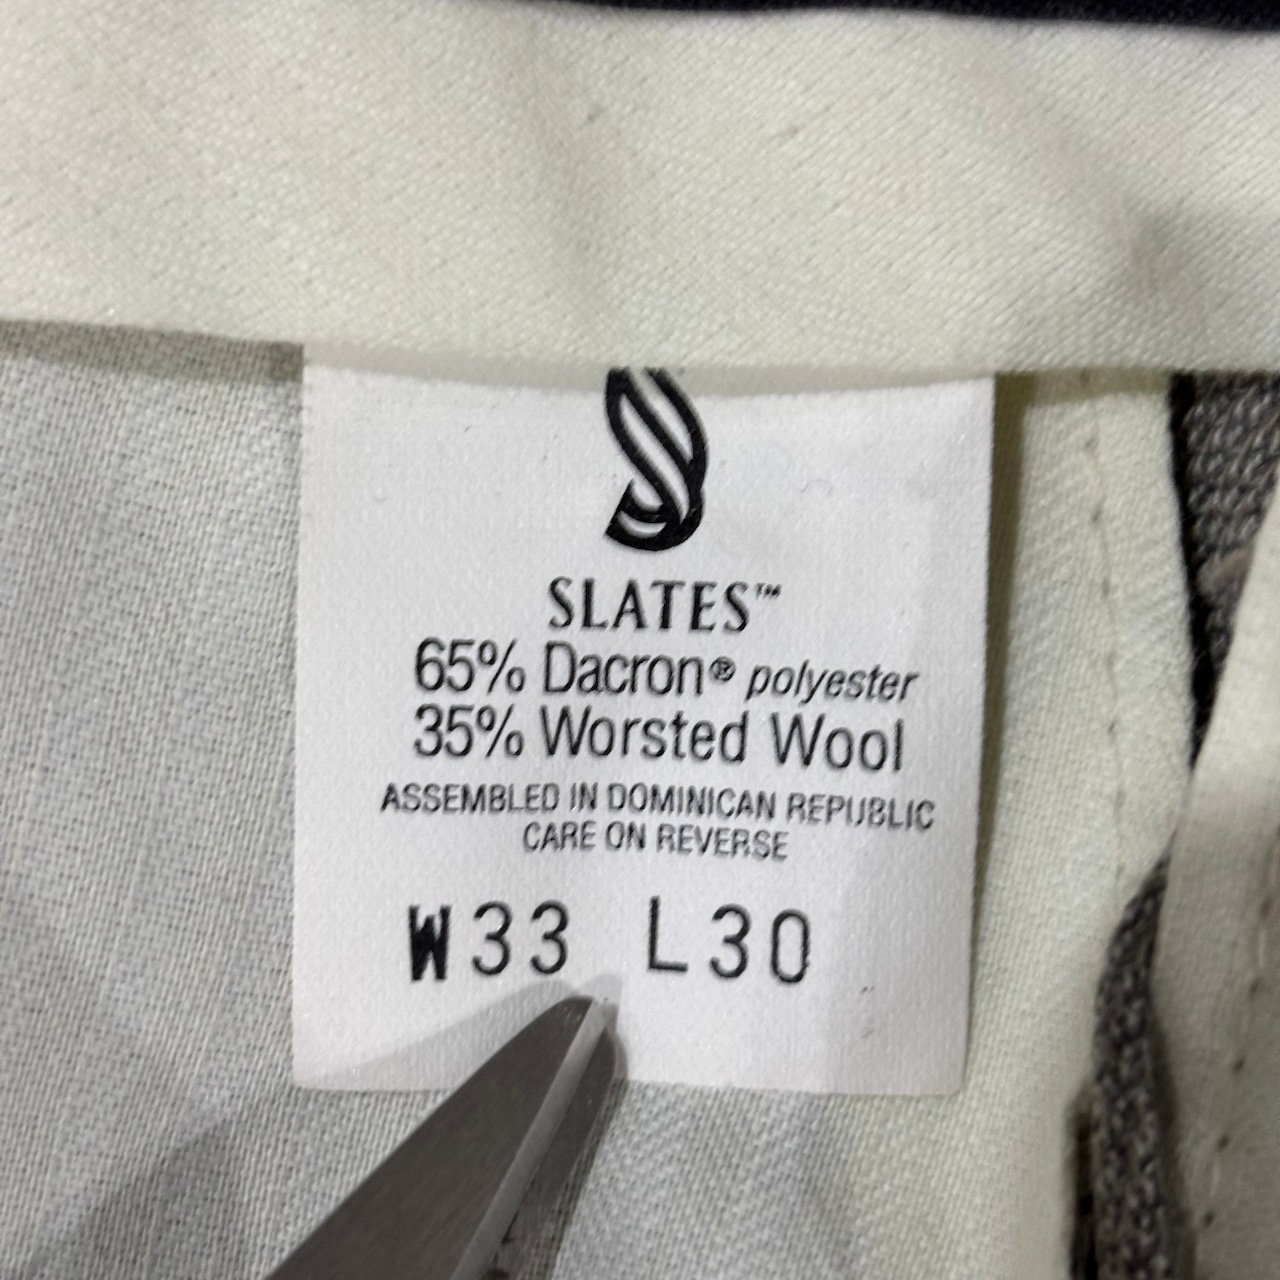 SLATES™
65% Dacron® polyester
35% Worsted Wool
ASSEMBLED IN DOMINICAN REPUBLIC
CARE ON REVERSE
W33 L30